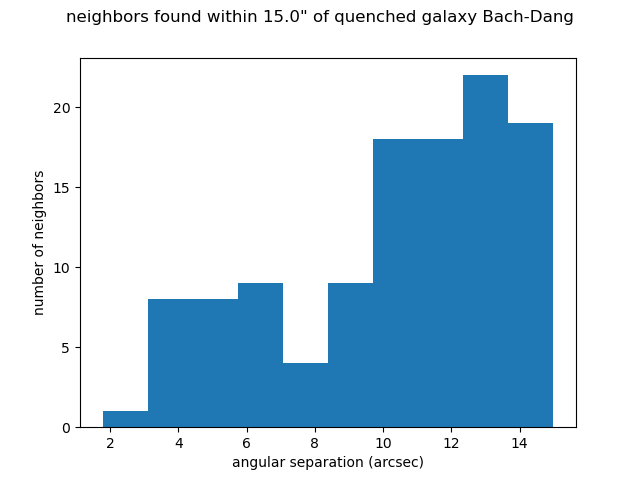 neighbors found within 15.0" of quenched galaxy Bach-Dang
20
15
10
5
0
number of neighbors
2 4 6 8 10 12 14
angular separation (arcsec)